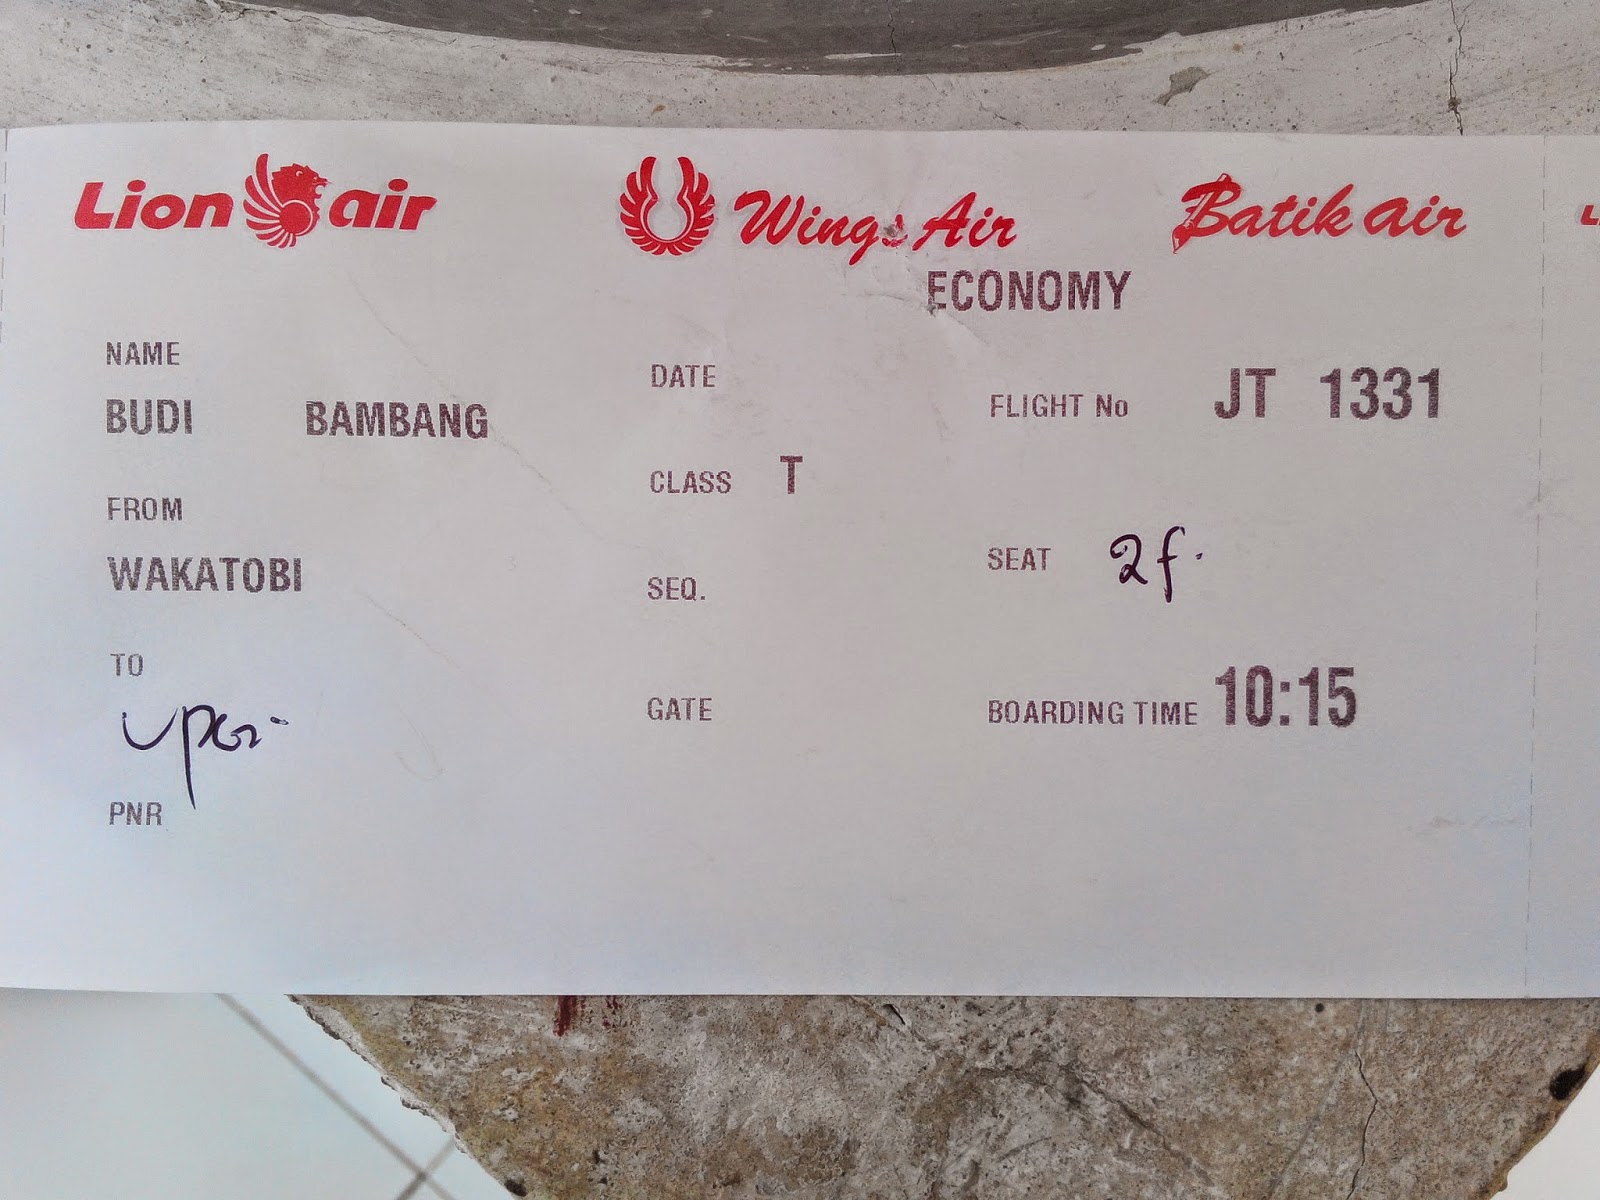 Lion air
Wings Air
Batik air
ECONOMY
NAME
BUDI BAMBANG
FROM
WAKATOBI
TO
UPG
PNR
DATE
CLASS T
SEQ.
GATE
FLIGHT No JT 1331
SEAT 2f.
BOARDING TIME 10:15